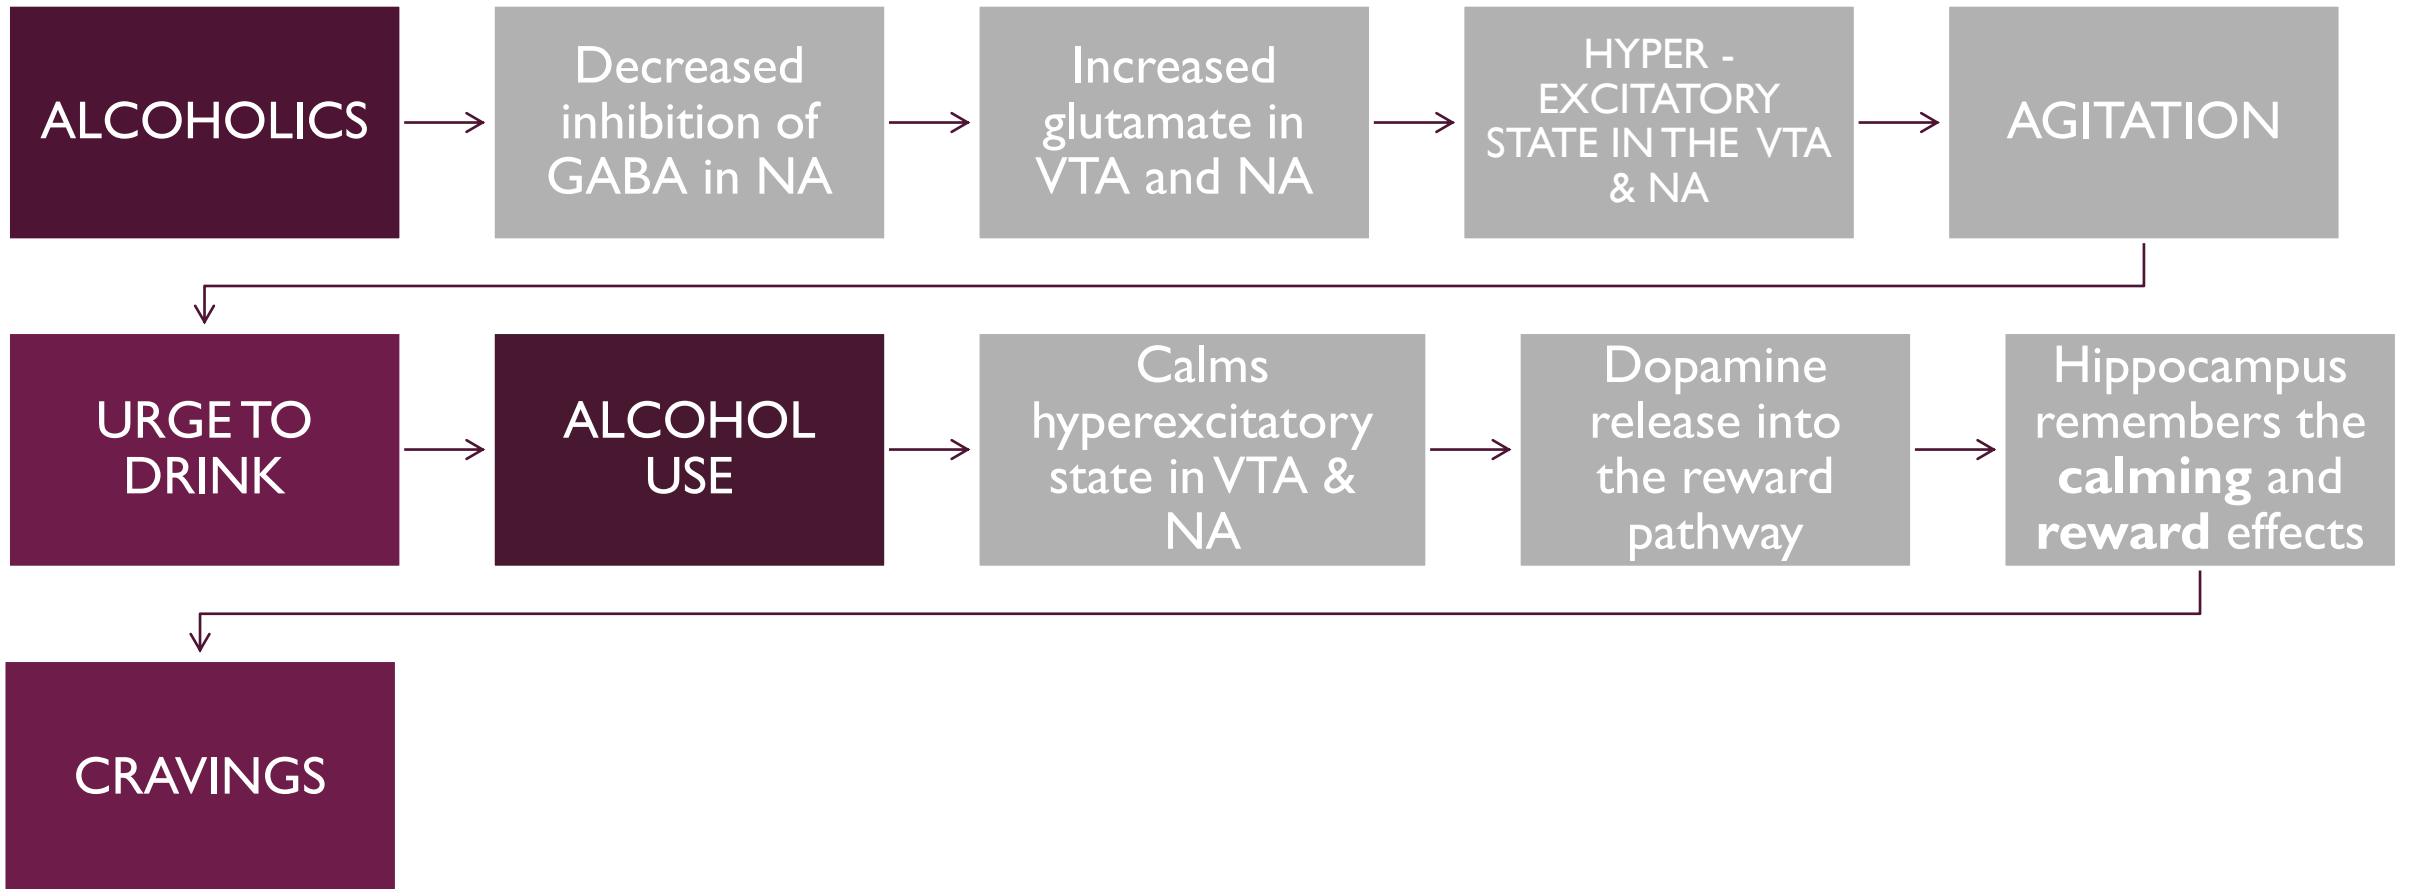 ALCOHOLICS
Decreased
inhibition of
GABA in NA
Increased
glutamate in
VTA and NA
HYPER -
EXCITATORY
STATE IN THE VTA
& NA
AGITATION
URGE TO
DRINK
ALCOHOL
USE
Calms
hyperexcitatory
state in VTA &
NA
Dopamine
release into
the reward
pathway
Hippocampus
remembers the
calming and
reward effects
CRAVINGS